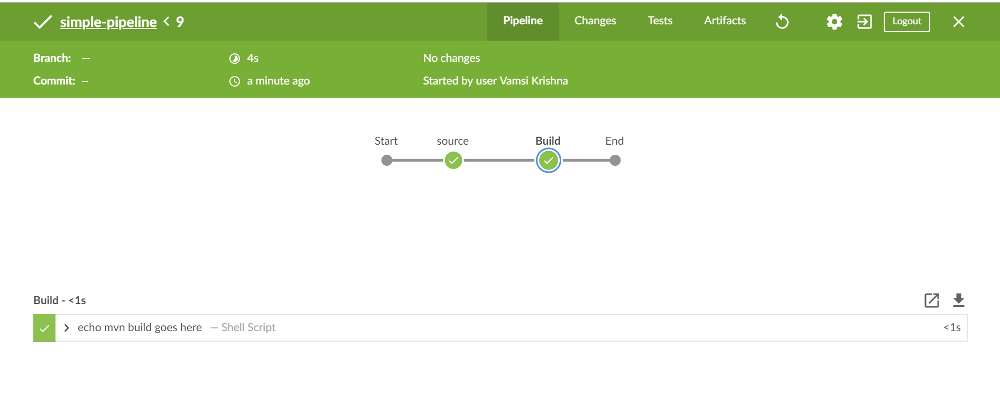 simple-pipeline < 9 Pipeline Changes Tests Artifacts Logout
Branch: — 4s No changes
Commit: – a minute ago Started by user Vamsi Krishna
Start source Build End
Build - <1s
echo mvn build goes here — Shell Script <1s